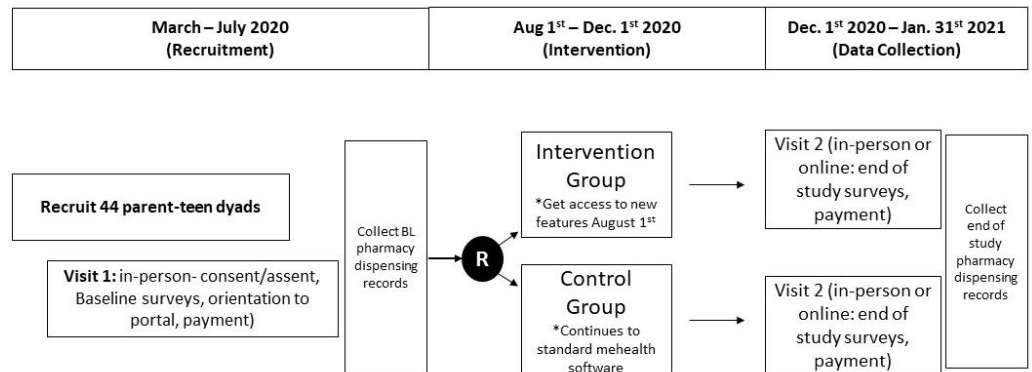 March – July 2020
(Recruitment)
Aug 1st – Dec. 1st 2020
(Intervention)
Dec. 1st 2020 – Jan. 31st 2021
(Data Collection)
Recruit 44 parent-teen dyads
Visit 1: in-person- consent/assent,
Baseline surveys, orientation to
portal, payment)
Collect BL
pharmacy
dispensing
records
R
Intervention
Group
*Get access to new
features August 1st
Control
Group
*Continues to
standard mehealth
software
Visit 2 (in-person or
online: end of
study surveys,
payment)
Visit 2 (in-person or
online: end of
study surveys,
payment)
Collect
end of
study
pharmacy
dispensing
records